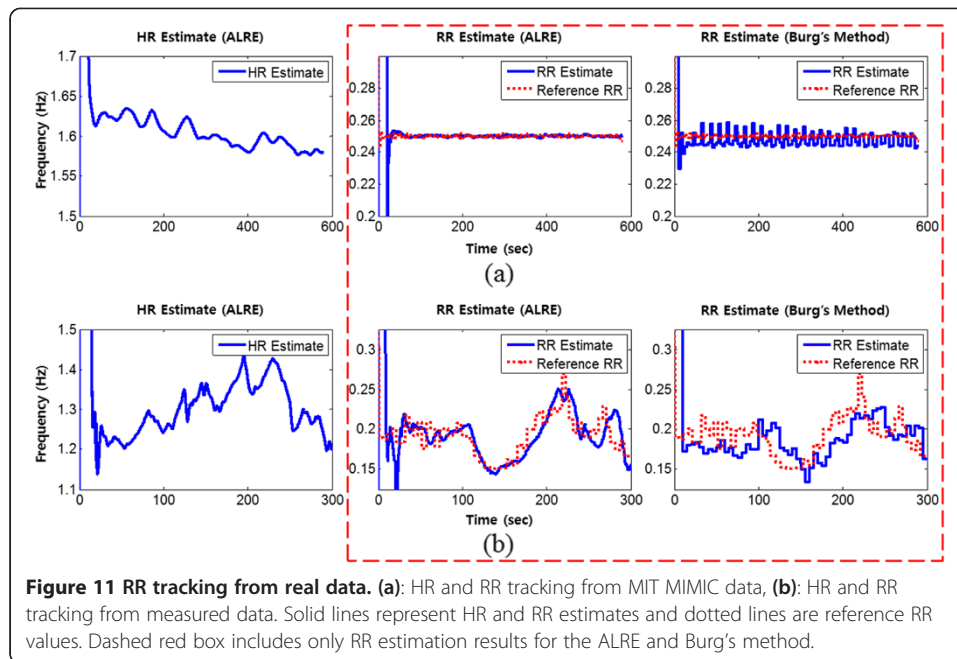 HR Estimate (ALRE)
RR Estimate (ALRE)
RR Estimate (Burg's Method)
Frequency (Hz)
1.7
1.65
1.6
1.55
1.5
0
200
400
600
HR Estimate
0.28
0.26
0.24
0.22
0.2
0
200
400
600
RR Estimate
Reference RR
0.28
0.26
0.24
0.22
0.2
0
200
400
600
RR Estimate
Reference RR
Time (sec)
(a)
HR Estimate (ALRE)
RR Estimate (ALRE)
RR Estimate (Burg's Method)
Frequency (Hz)
1.5
1.4
1.3
1.2
1.1
0
100
200
300
HR Estimate
0.3
0.25
0.2
0.15
0
100
200
300
RR Estimate
Reference RR
0.3
0.25
0.2
0.15
0
100
200
300
RR Estimate
Reference RR
Time (sec)
(b)
Figure 11 RR tracking from real data. (a): HR and RR tracking from MIT MIMIC data, (b): HR and RR
tracking from measured data. Solid lines represent HR and RR estimates and dotted lines are reference RR
values. Dashed red box includes only RR estimation results for the ALRE and Burg's method.